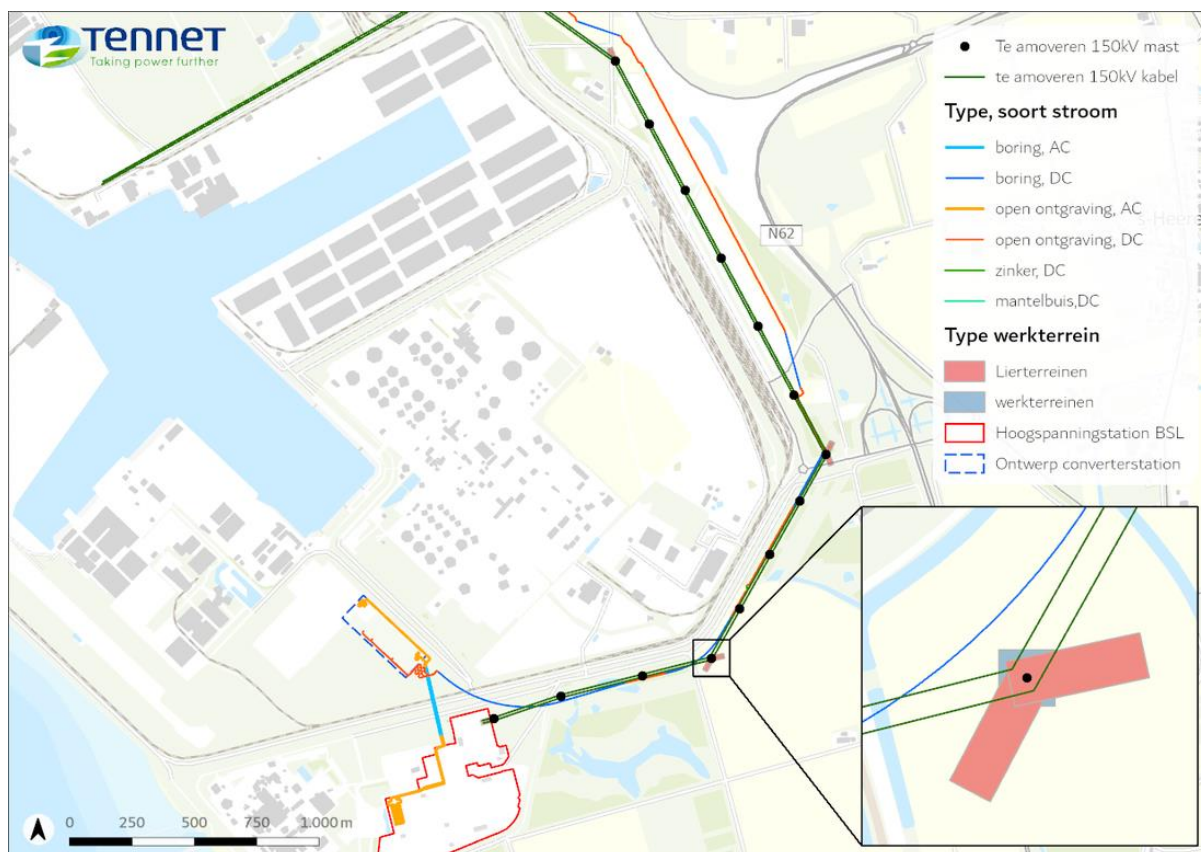 TENNET
Taking power further
Te amoveren 150kV mast
te amoveren 150kV kabel
Type, soort stroom
boring, AC
boring, DC
open ontgraving, AC
open ontgraving, DC
zinker, DC
mantelbuis,DC
Type werkterrein
Lierterreinen
werkterreinen
Hoogspanningstation BSL
Ontwerp converterstation
N62
0 250 500 750 1.000 m